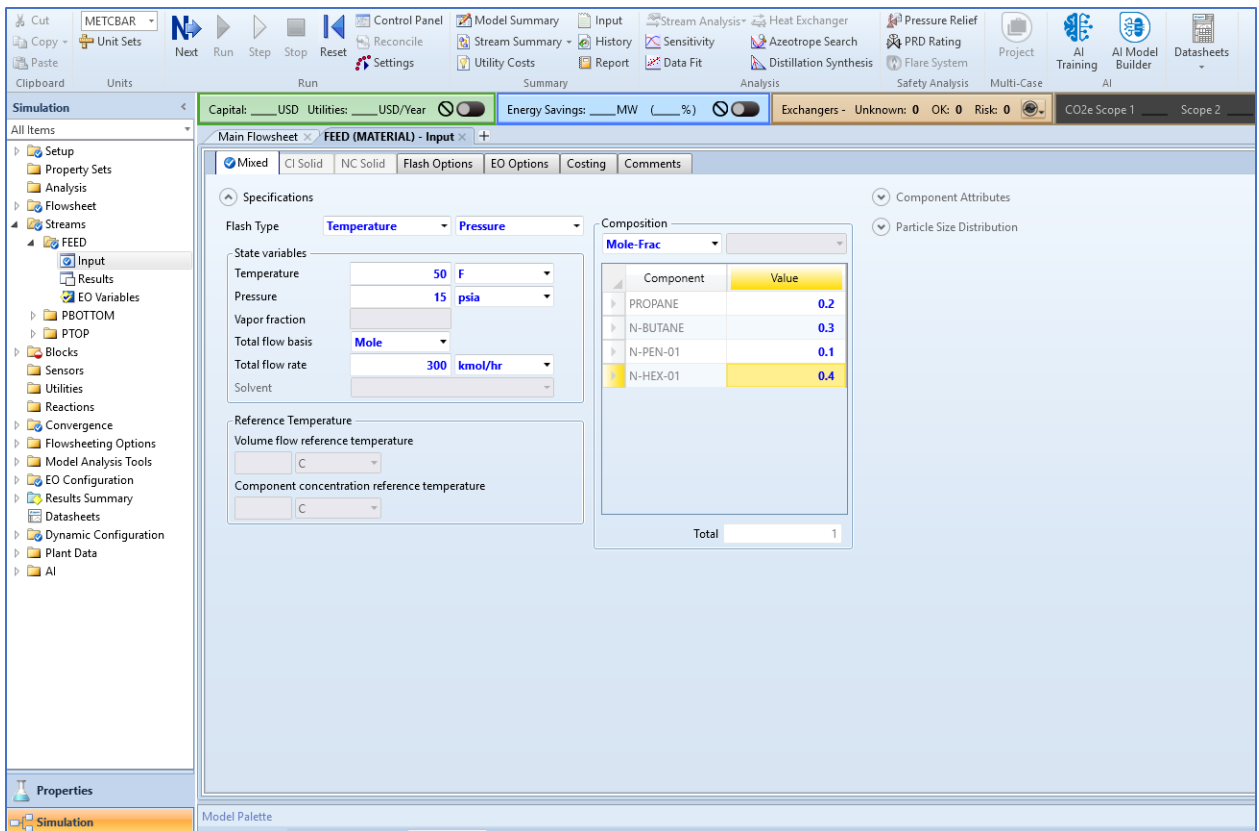 Cut METCBAR Control Panel Model Summary Input Stream Analysis Heat Exchanger Pressure Relief
Copy Unit Sets Next Run Step Stop Reset Reconcile Stream Summary History Sensitivity Azeotrope Search PRD Rating Project AI Training AI Model Builder Datasheets
Paste Settings Utility Costs Report Data Fit Distillation Synthesis Flare System
Clipboard Units Run Summary Analysis Safety Analysis Multi-Case AI
Simulation <
All Items
Setup
Property Sets
Analysis
Flowsheet
Streams
FEED
Input
Results
EO Variables
PBOTTOM
PTOP
Blocks
Sensors
Utilities
Reactions
Convergence
Flowsheeting Options
Model Analysis Tools
EO Configuration
Results Summary
Datasheets
Dynamic Configuration
Plant Data
AI
Properties
Simulation
Capital: ____USD Utilities: ____USD/Year Energy Savings: ____MW (____%) Exchangers - Unknown: 0 OK: 0 Risk: 0 CO2e Scope 1 ____ Scope 2 ____
Main Flowsheet × FEED (MATERIAL) - Input × +
Mixed CI Solid NC Solid Flash Options EO Options Costing Comments
Specifications
Flash Type Temperature Pressure
State variables
Temperature 50 F
Pressure 15 psia
Vapor fraction
Total flow basis Mole
Total flow rate 300 kmol/hr
Solvent
Reference Temperature
Volume flow reference temperature
C
Component concentration reference temperature
C
Composition
Mole-Frac
Component Value
PROPANE 0.2
N-BUTANE 0.3
N-PEN-01 0.1
N-HEX-01 0.4
Total 1
Component Attributes
Particle Size Distribution
Model Palette